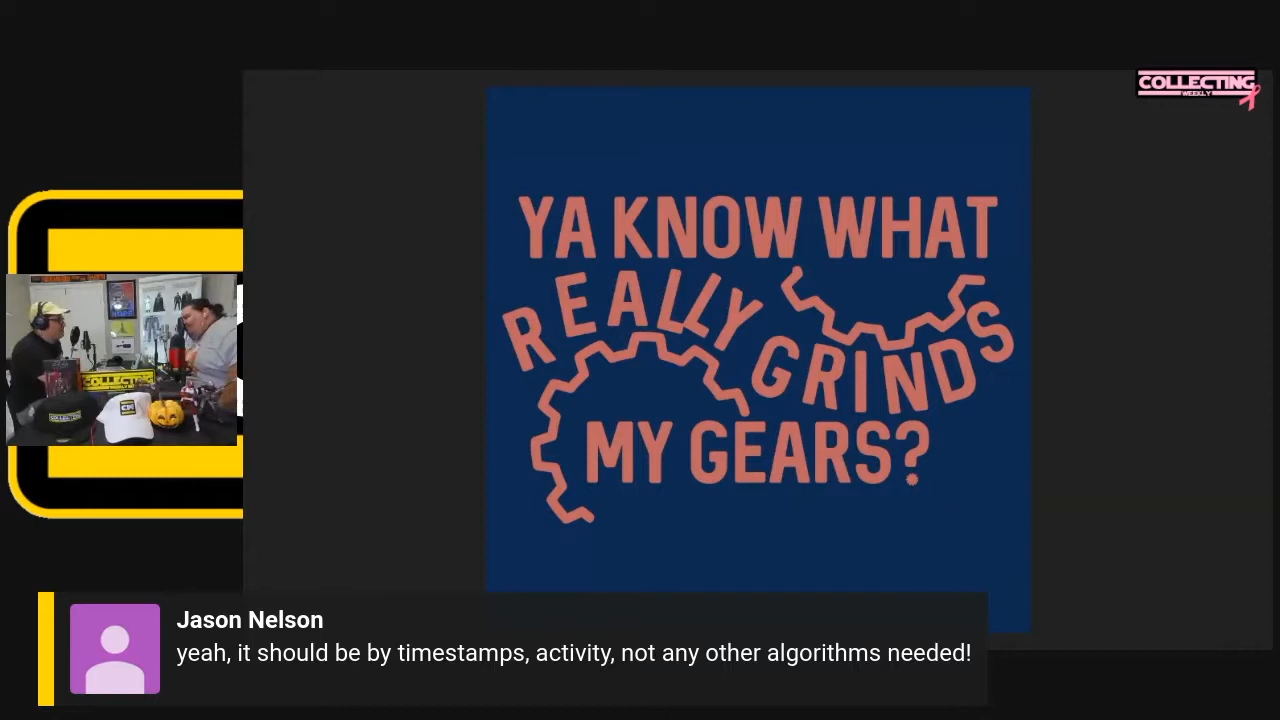 COLLECTING
WEEKLY
YA KNOW WHAT
REALLY GRINDS
MY GEARS?
COLLECTING
Jason Nelson
yeah, it should be by timestamps, activity, not any other algorithms needed!